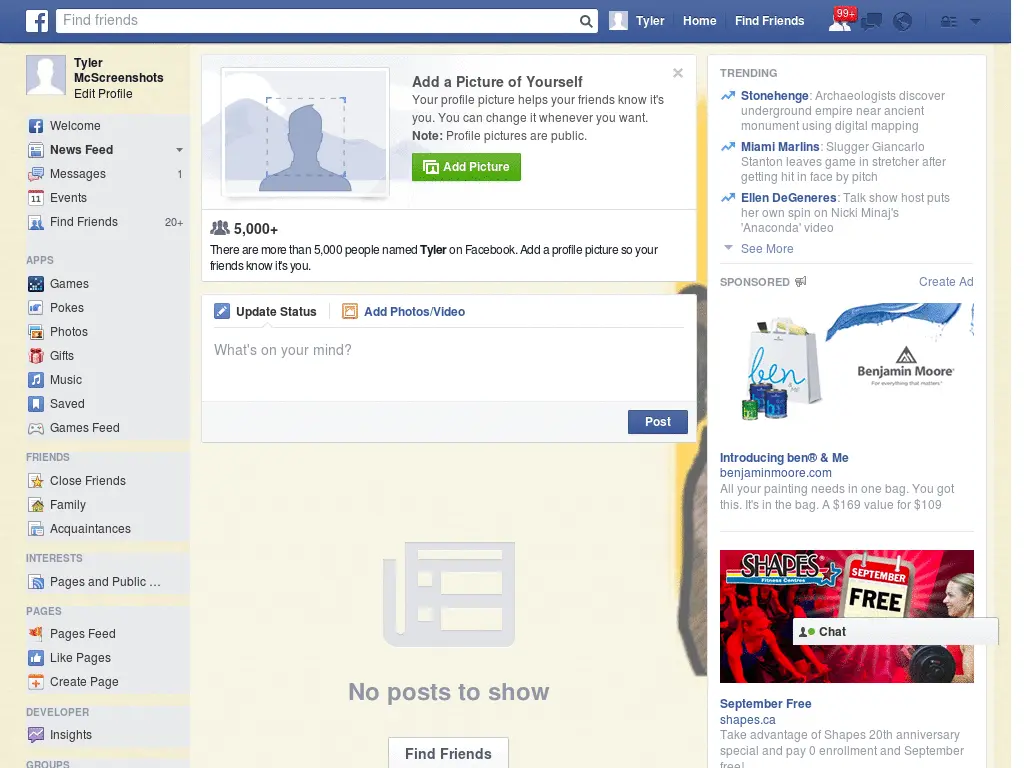 Find friends
Tyler
Home
Find Friends
99+
Tyler
McScreenshots
Edit Profile
Welcome
News Feed
Messages
1
11
Events
Find Friends
20+
APPS
Games
Pokes
Photos
Gifts
Music
Saved
Games Feed
FRIENDS
Close Friends
Family
Acquaintances
INTERESTS
Pages and Public ...
PAGES
Pages Feed
Like Pages
Create Page
DEVELOPER
Insights
GROUPS
Add a Picture of Yourself
Your profile picture helps your friends know it's
you. You can change it whenever you want.
Note: Profile pictures are public.
Add Picture
5,000+
There are more than 5,000 people named Tyler on Facebook. Add a profile picture so your
friends know it's you.
Update Status
Add Photos/Video
What's on your mind?
Post
No posts to show
Find Friends
TRENDING
Stonehenge: Archaeologists discover
underground empire near ancient
monument using digital mapping
Miami Marlins: Slugger Giancarlo
Stanton leaves game in stretcher after
getting hit in face by pitch
Ellen DeGeneres: Talk show host puts
her own spin on Nicki Minaj's
'Anaconda' video
See More
SPONSORED
Create Ad
ben
& me
Benjamin Moore®
For everything that matters.™
Introducing ben® & Me
benjaminmoore.com
All your painting needs in one bag. You got
this. It's in the bag. A $169 value for $109
SHAPES
Fitness Centres
SEPTEMBER
FREE
Chat
September Free
shapes.ca
Take advantage of Shapes 20th anniversary
special and pay 0 enrollment and September
free!